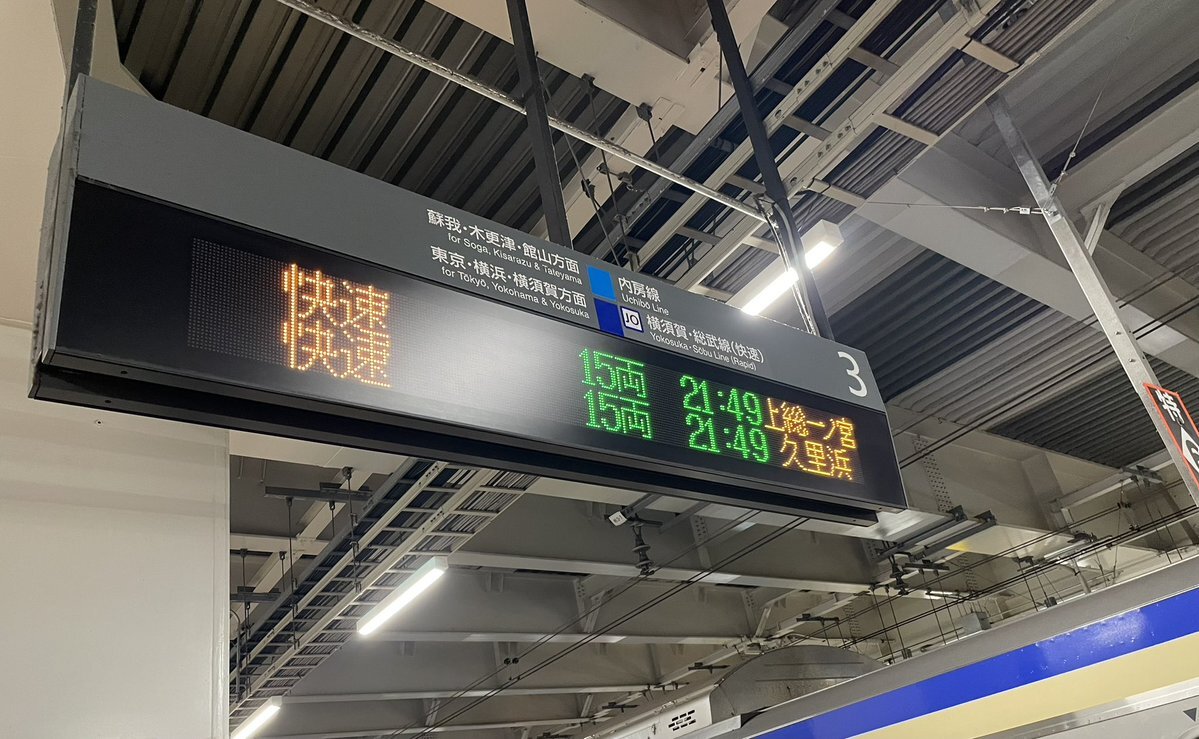 蘇我・木更津・館山方面
for Soga, Kisarazu & Tateyama
内房線
Uchibō Line
東京・横浜・横須賀方面
for Tōkyō, Yokohama & Yokosuka
JO
横須賀・総武線(快速)
Yokosuka-Sōbu Line (Rapid)
3
快速 15両 21:49 上総一ノ宮
快速 15両 21:49 久里浜
特